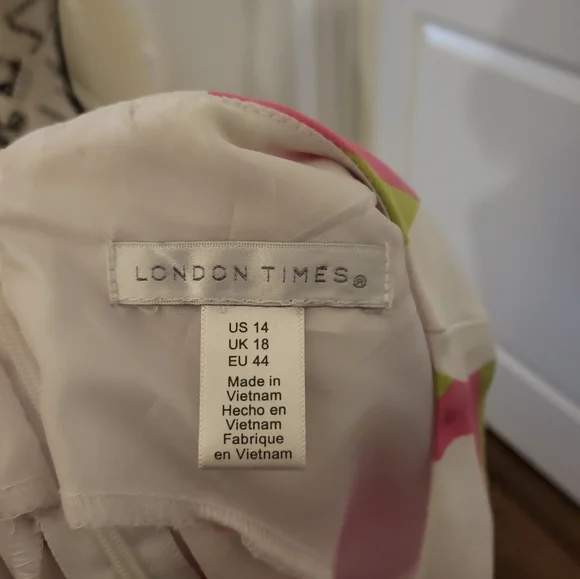 LONDON TIMES®
US 14
UK 18
EU 44
Made in
Vietnam
Hecho en
Vietnam
Fabrique
en Vietnam